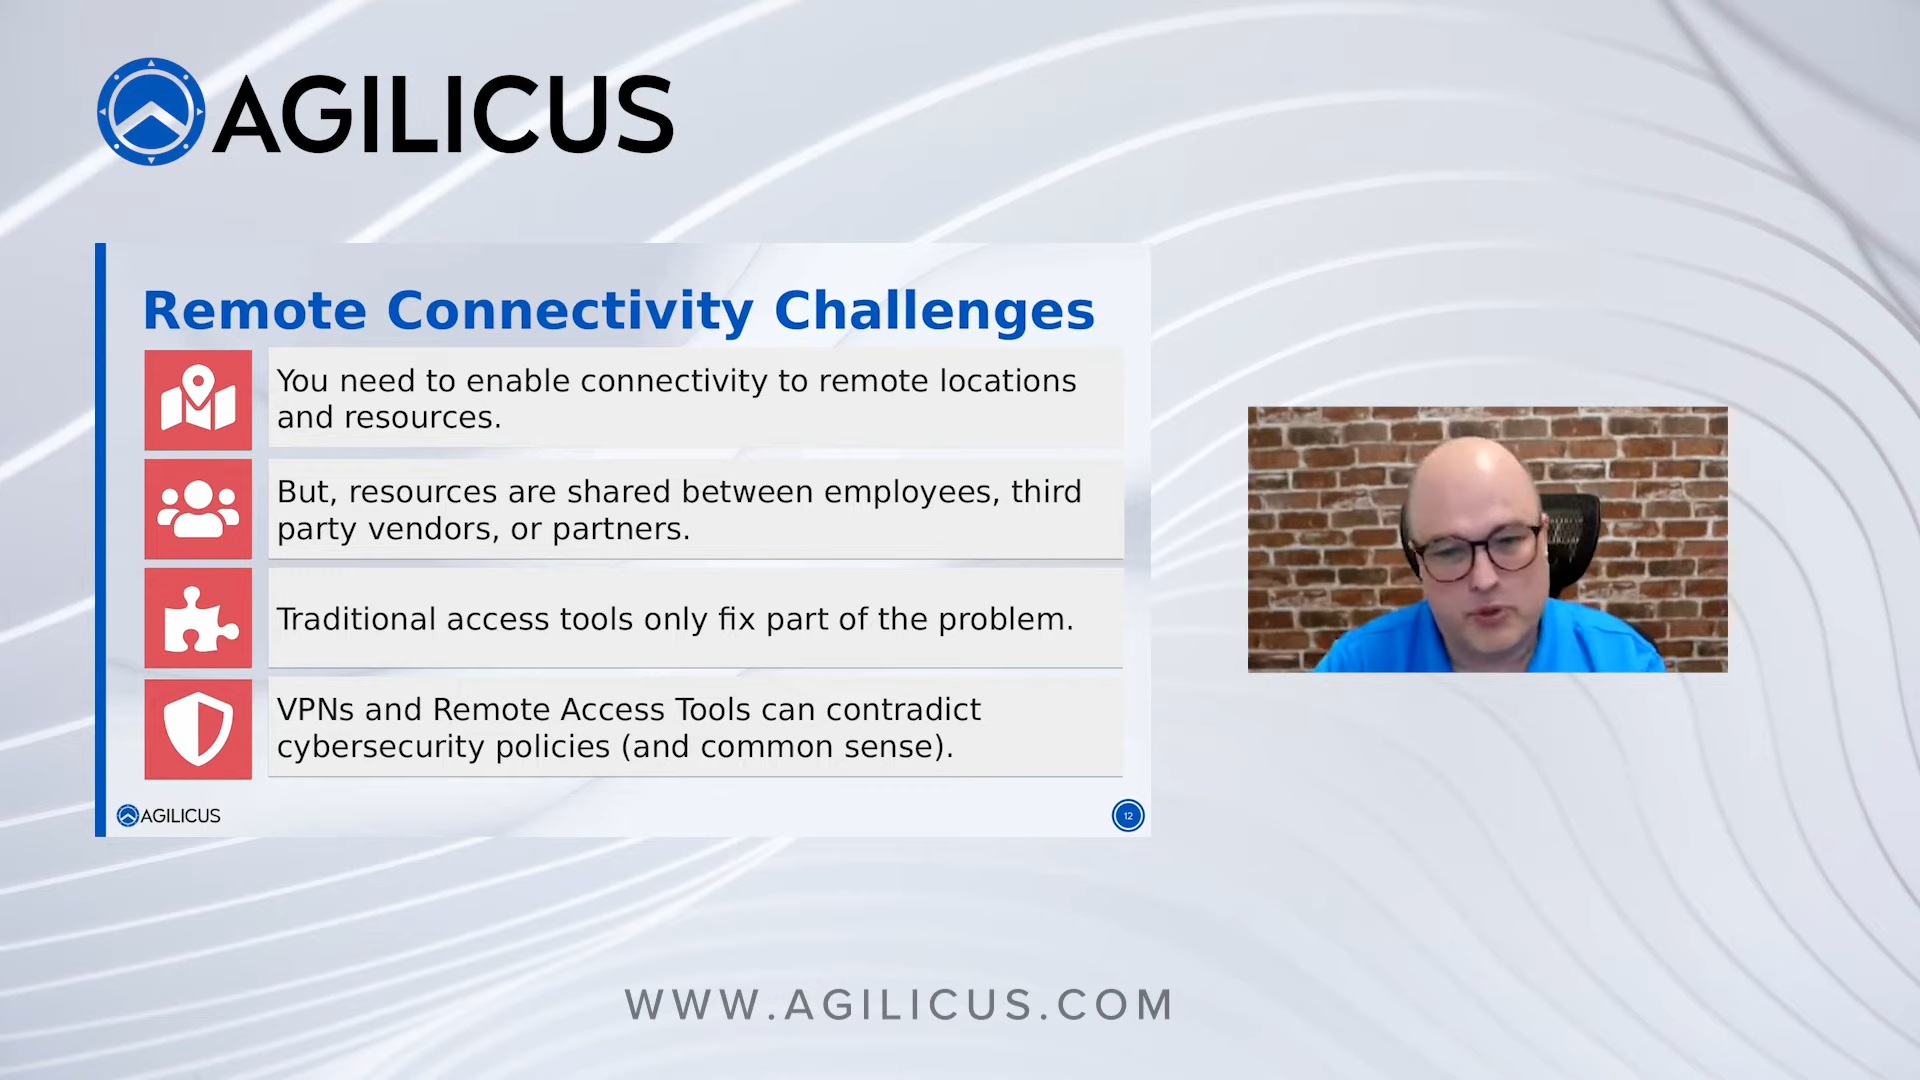 AGILICUS
Remote Connectivity Challenges
You need to enable connectivity to remote locations
and resources.
But, resources are shared between employees, third
party vendors, or partners.
Traditional access tools only fix part of the problem.
VPNs and Remote Access Tools can contradict
cybersecurity policies (and common sense).
AGILICUS
12
WWW.AGILICUS.COM